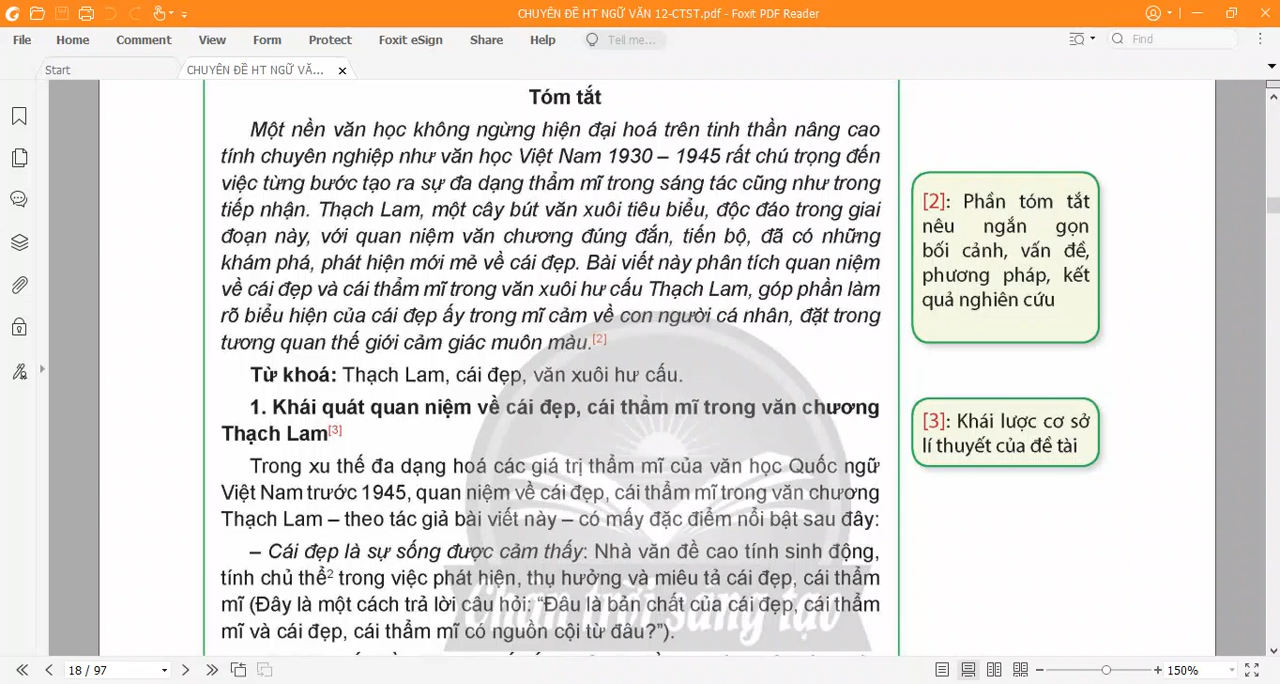 CHUYÊN ĐỀ HT NGỮ VĂN 12-CTST.pdf - Foxit PDF Reader
File Home Comment View Form Protect Foxit eSign Share Help Tell me... Find
Start CHUYÊN ĐỀ HT NGỮ VĂ...
Tóm tắt
Một nền văn học không ngừng hiện đại hoá trên tinh thần nâng cao
tính chuyên nghiệp như văn học Việt Nam 1930 – 1945 rất chú trọng đến
việc từng bước tạo ra sự đa dạng thẩm mĩ trong sáng tác cũng như trong
tiếp nhận. Thạch Lam, một cây bút văn xuôi tiêu biểu, độc đáo trong giai
đoạn này, với quan niệm văn chương đúng đắn, tiến bộ, đã có những
khám phá, phát hiện mới mẻ về cái đẹp. Bài viết này phân tích quan niệm
về cái đẹp và cái thẩm mĩ trong văn xuôi hư cấu Thạch Lam, góp phần làm
rõ biểu hiện của cái đẹp ấy trong mĩ cảm về con người cá nhân, đặt trong
tương quan thế giới cảm giác muôn màu.[2]
Từ khoá: Thạch Lam, cái đẹp, văn xuôi hư cấu.
1. Khái quát quan niệm về cái đẹp, cái thẩm mĩ trong văn chương
Thạch Lam[3]
Trong xu thế đa dạng hoá các giá trị thẩm mĩ của văn học Quốc ngữ
Việt Nam trước 1945, quan niệm về cái đẹp, cái thẩm mĩ trong văn chương
Thạch Lam – theo tác giả bài viết này – có mấy đặc điểm nổi bật sau đây:
– Cái đẹp là sự sống được cảm thấy: Nhà văn đề cao tính sinh động,
tính chủ thể² trong việc phát hiện, thụ hưởng và miêu tả cái đẹp, cái thẩm
mĩ (Đây là một cách trả lời câu hỏi: “Đâu là bản chất của cái đẹp, cái thẩm
mĩ và cái đẹp, cái thẩm mĩ có nguồn cội từ đâu?”).
[2]: Phần tóm tắt
nêu ngắn gọn
bối cảnh, vấn đề,
phương pháp, kết
quả nghiên cứu
[3]: Khái lược cơ sở
lí thuyết của đề tài
Chân trời sáng tạo
18 / 97
150%